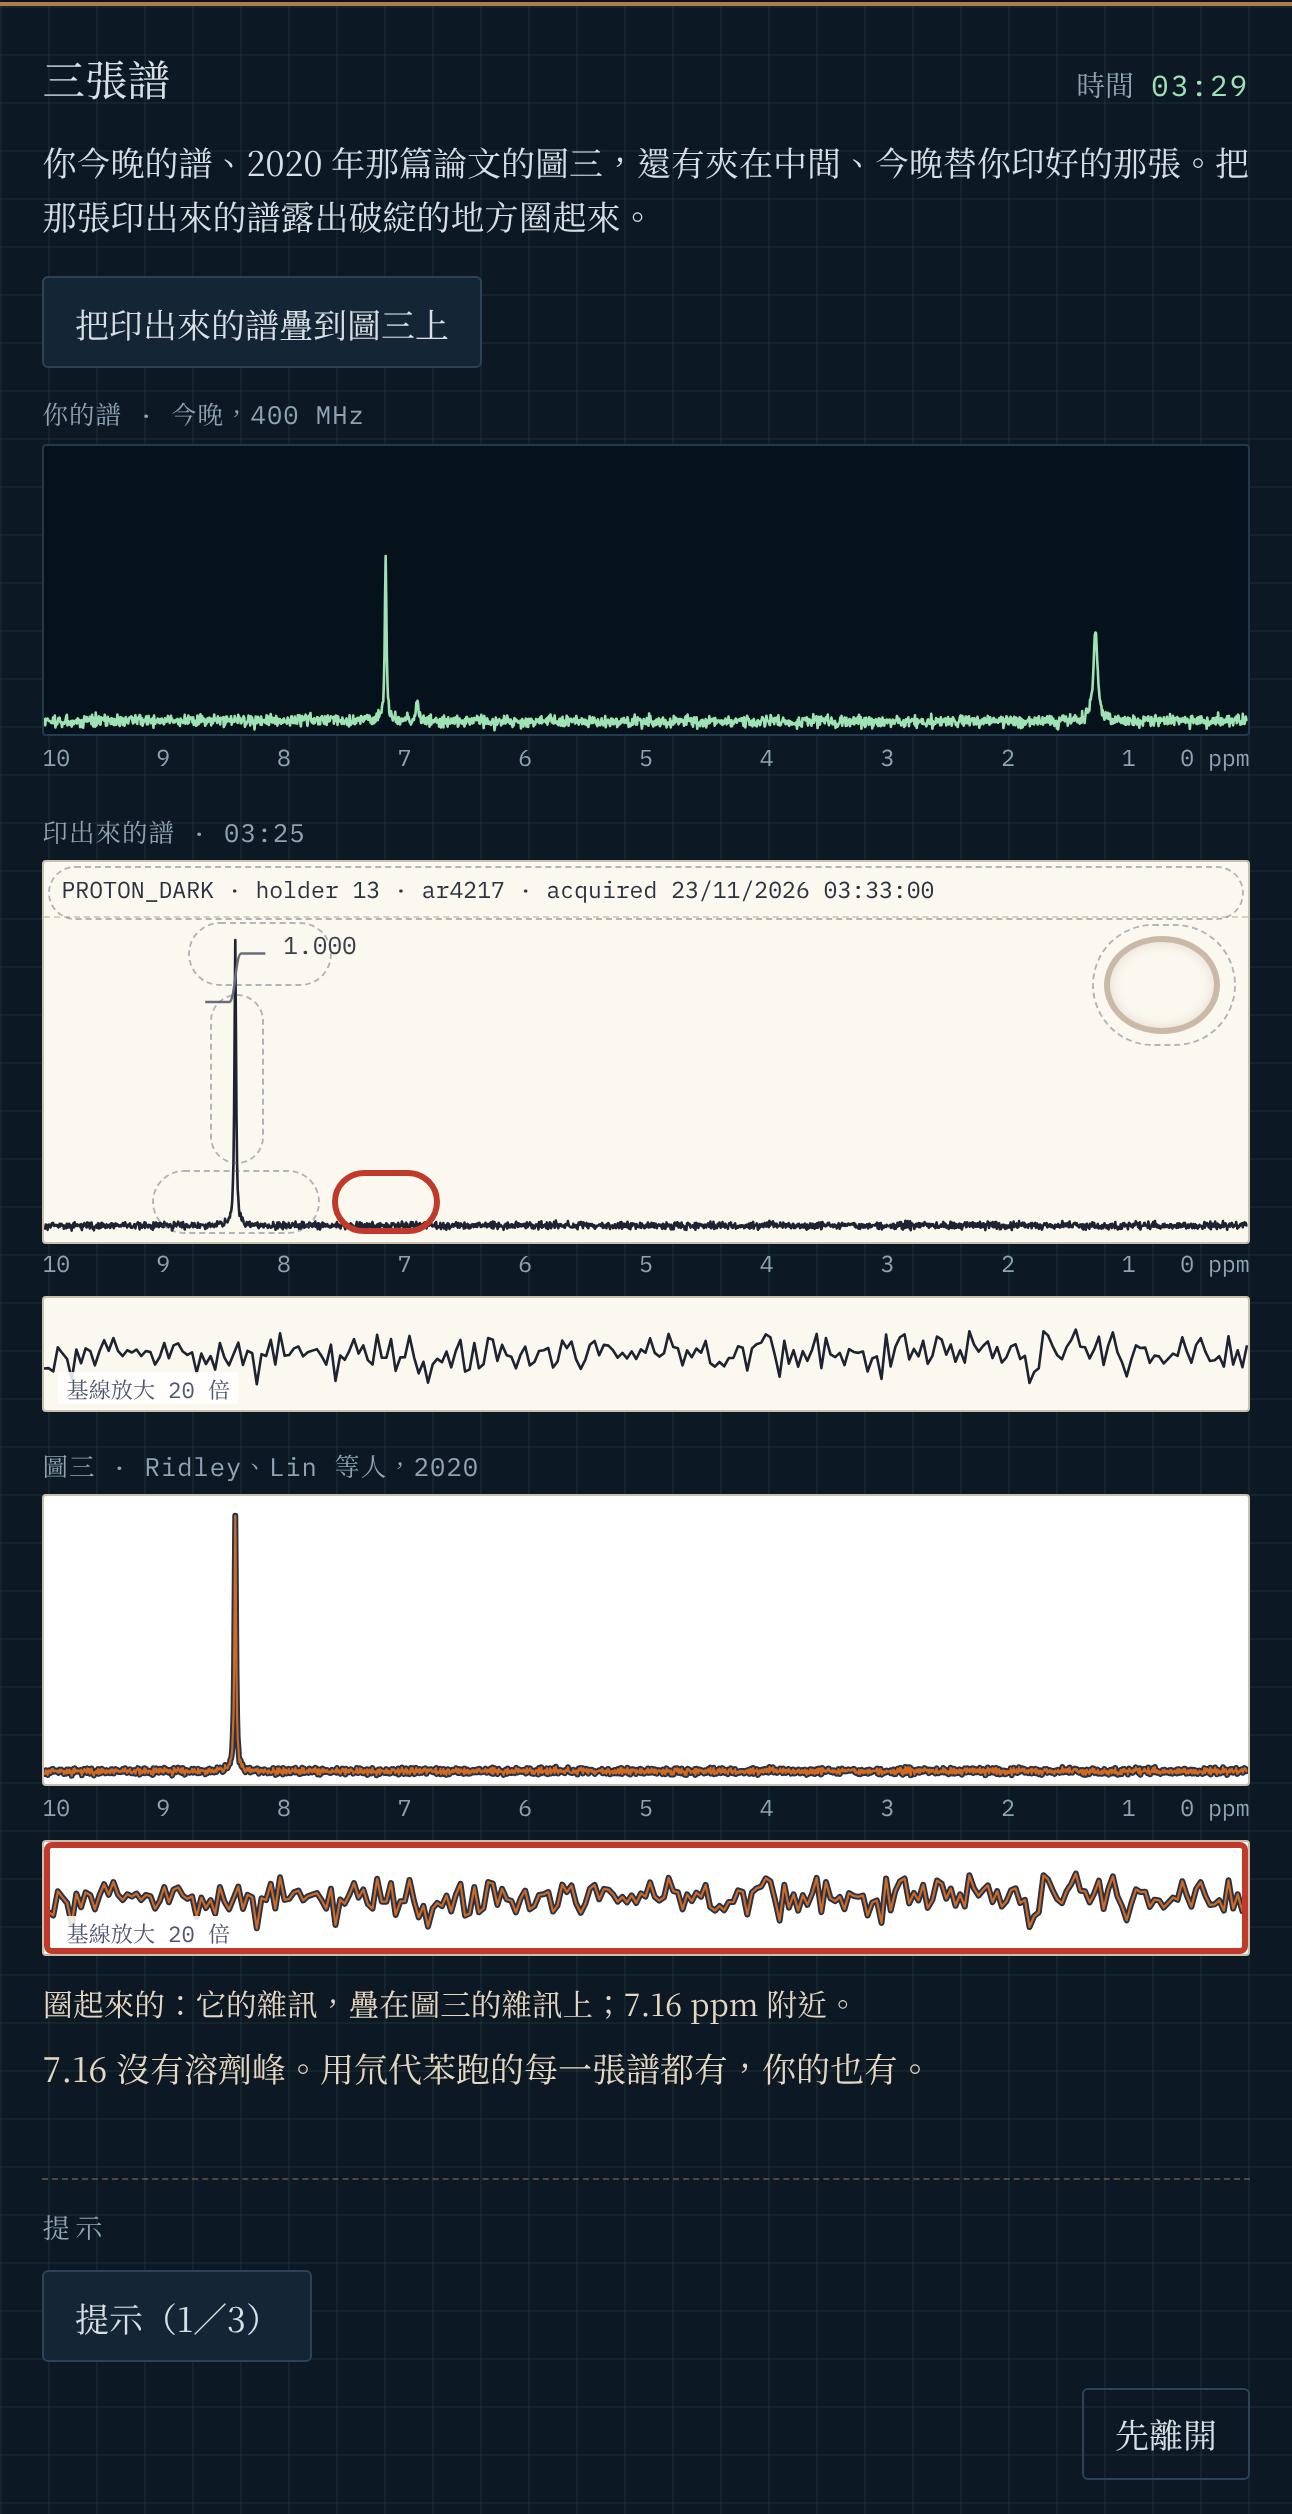 三張譜
時間 03:29
你今晚的譜、2020 年那篇論文的圖三，還有夾在中間、今晚替你印好的那張。把
那張印出來的譜露出破綻的地方圈起來。
把印出來的譜疊到圖三上
你的譜 · 今晚，400 MHz
10 9 8 7 6 5 4 3 2 1 0 ppm
印出來的譜 · 03:25
PROTON_DARK · holder 13 · ar4217 · acquired 23/11/2026 03:33:00
1.000
10 9 8 7 6 5 4 3 2 1 0 ppm
基線放大 20 倍
圖三 · Ridley、Lin 等人，2020
10 9 8 7 6 5 4 3 2 1 0 ppm
基線放大 20 倍
圈起來的：它的雜訊，疊在圖三的雜訊上；7.16 ppm 附近。
7.16 沒有溶劑峰。用氘代苯跑的每一張譜都有，你的也有。
提示
提示（1／3）
先離開